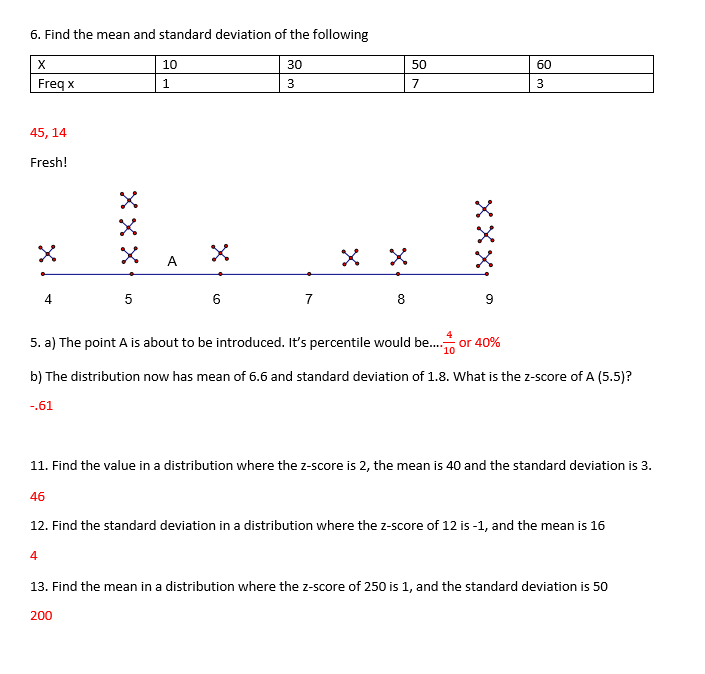 6. Find the mean and standard deviation of the following
X 10 30 50 60
Freq x 1 3 7 3
45, 14
Fresh!
A
4 5 6 7 8 9
5. a) The point A is about to be introduced. It's percentile would be.... 4/10 or 40%
b) The distribution now has mean of 6.6 and standard deviation of 1.8. What is the z-score of A (5.5)?
-.61
11. Find the value in a distribution where the z-score is 2, the mean is 40 and the standard deviation is 3.
46
12. Find the standard deviation in a distribution where the z-score of 12 is -1, and the mean is 16
4
13. Find the mean in a distribution where the z-score of 250 is 1, and the standard deviation is 50
200